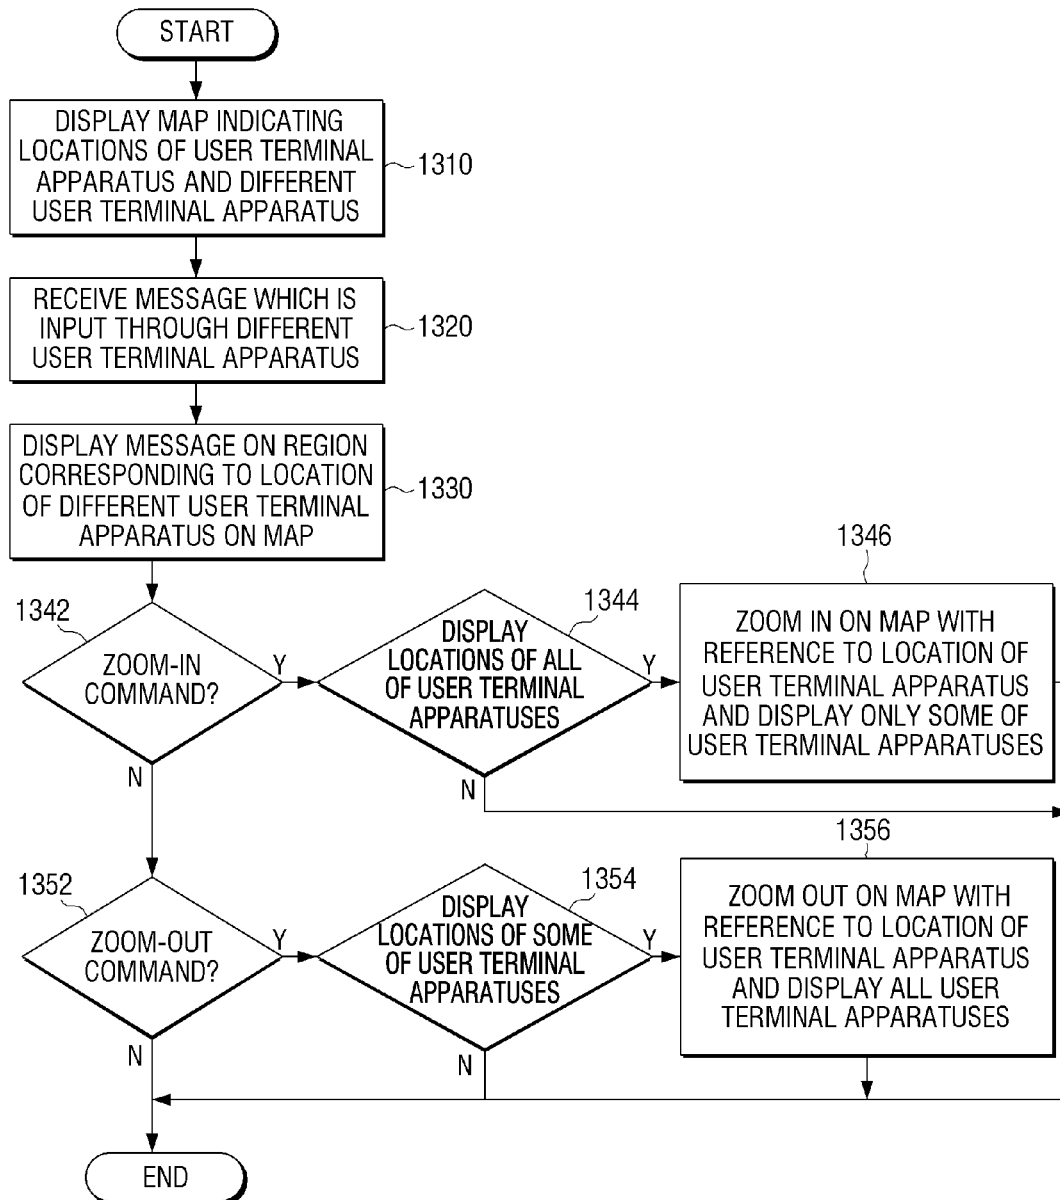 START
DISPLAY MAP INDICATING
LOCATIONS OF USER TERMINAL
APPARATUS AND DIFFERENT
USER TERMINAL APPARATUS
1310
RECEIVE MESSAGE WHICH IS
INPUT THROUGH DIFFERENT
USER TERMINAL APPARATUS
1320
DISPLAY MESSAGE ON REGION
CORRESPONDING TO LOCATION
OF DIFFERENT USER TERMINAL
APPARATUS ON MAP
1330
1342
ZOOM-IN
COMMAND?
Y
N
1344
DISPLAY
LOCATIONS OF ALL
OF USER TERMINAL
APPARATUSES
Y
N
1346
ZOOM IN ON MAP WITH
REFERENCE TO LOCATION OF
USER TERMINAL APPARATUS
AND DISPLAY ONLY SOME OF
USER TERMINAL APPARATUSES
1352
ZOOM-OUT
COMMAND?
Y
N
1354
DISPLAY
LOCATIONS OF SOME
OF USER TERMINAL
APPARATUSES
Y
N
1356
ZOOM OUT ON MAP WITH
REFERENCE TO LOCATION OF
USER TERMINAL APPARATUS
AND DISPLAY ALL USER
TERMINAL APPARATUSES
END